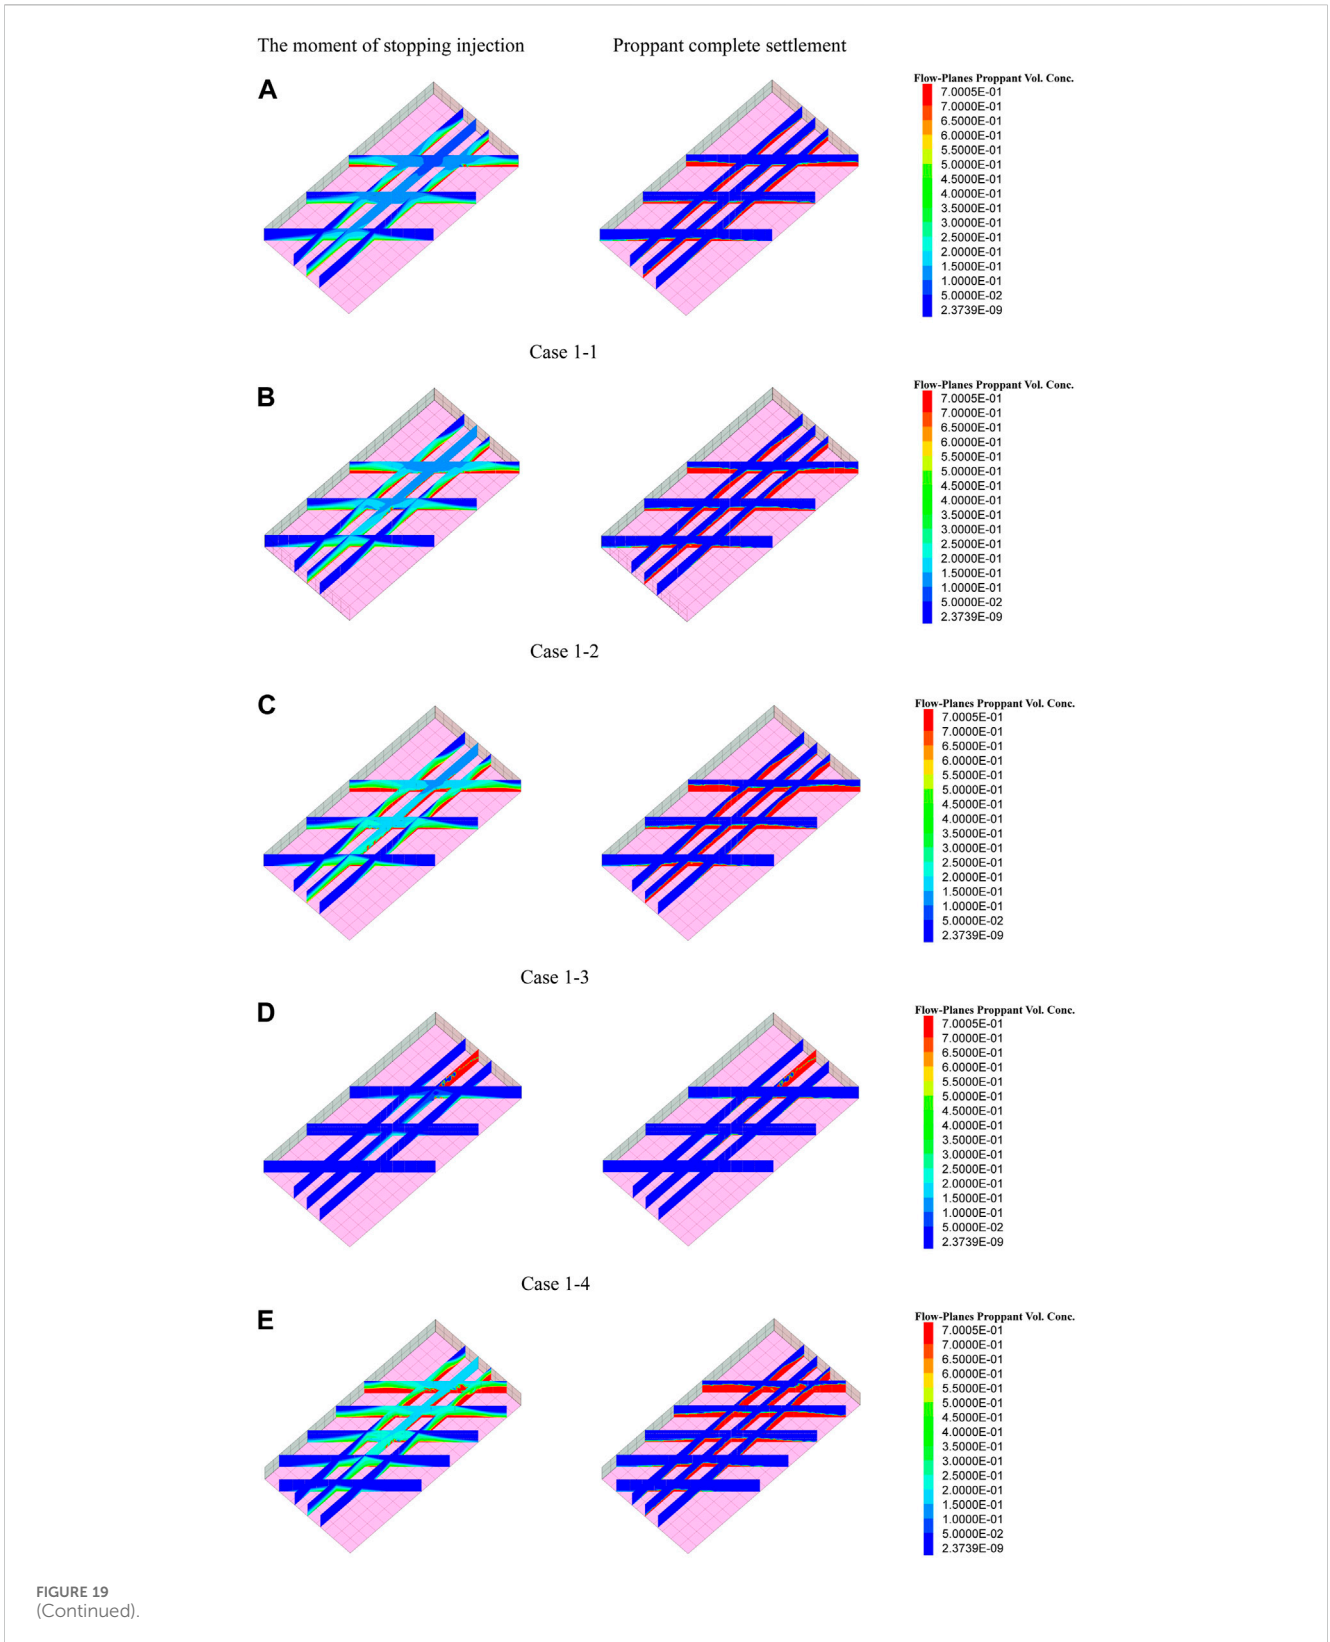 The moment of stopping injection
Proppant complete settlement
A
Flow-Planes Proppant Vol. Conc.
7.0005E-01
7.0000E-01
6.5000E-01
6.0000E-01
5.5000E-01
5.0000E-01
4.5000E-01
4.0000E-01
3.5000E-01
3.0000E-01
2.5000E-01
2.0000E-01
1.5000E-01
1.0000E-01
5.0000E-02
2.3739E-09
Case 1-1
B
Flow-Planes Proppant Vol. Conc.
7.0005E-01
7.0000E-01
6.5000E-01
6.0000E-01
5.5000E-01
5.0000E-01
4.5000E-01
4.0000E-01
3.5000E-01
3.0000E-01
2.5000E-01
2.0000E-01
1.5000E-01
1.0000E-01
5.0000E-02
2.3739E-09
Case 1-2
C
Flow-Planes Proppant Vol. Conc.
7.0005E-01
7.0000E-01
6.5000E-01
6.0000E-01
5.5000E-01
5.0000E-01
4.5000E-01
4.0000E-01
3.5000E-01
3.0000E-01
2.5000E-01
2.0000E-01
1.5000E-01
1.0000E-01
5.0000E-02
2.3739E-09
Case 1-3
D
Flow-Planes Proppant Vol. Conc.
7.0005E-01
7.0000E-01
6.5000E-01
6.0000E-01
5.5000E-01
5.0000E-01
4.5000E-01
4.0000E-01
3.5000E-01
3.0000E-01
2.5000E-01
2.0000E-01
1.5000E-01
1.0000E-01
5.0000E-02
2.3739E-09
Case 1-4
E
Flow-Planes Proppant Vol. Conc.
7.0005E-01
7.0000E-01
6.5000E-01
6.0000E-01
5.5000E-01
5.0000E-01
4.5000E-01
4.0000E-01
3.5000E-01
3.0000E-01
2.5000E-01
2.0000E-01
1.5000E-01
1.0000E-01
5.0000E-02
2.3739E-09
FIGURE 19
(Continued).